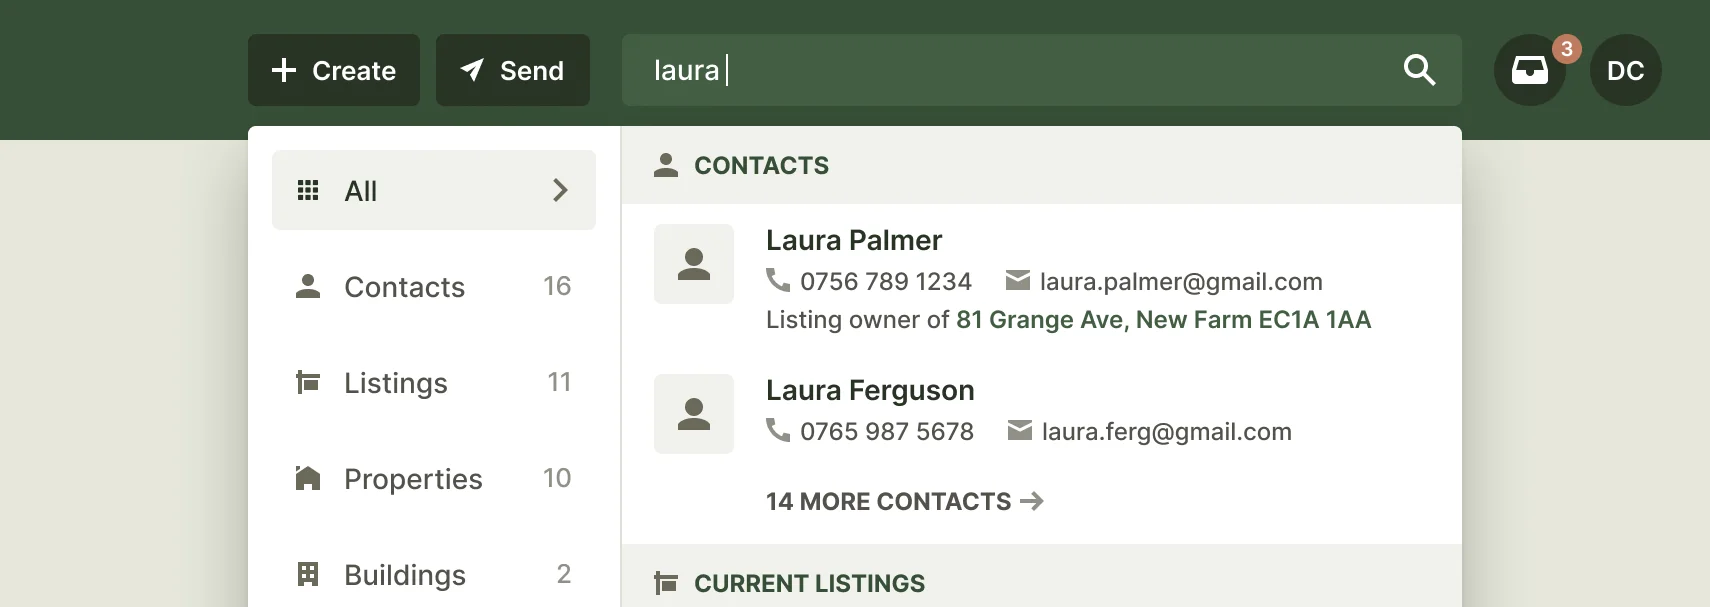 Create
Send
laura
3
DC
All
Contacts 16
Listings 11
Properties 10
Buildings 2
CONTACTS
Laura Palmer
0756 789 1234 laura.palmer@gmail.com
Listing owner of 81 Grange Ave, New Farm EC1A 1AA
Laura Ferguson
0765 987 5678 laura.ferg@gmail.com
14 MORE CONTACTS
CURRENT LISTINGS